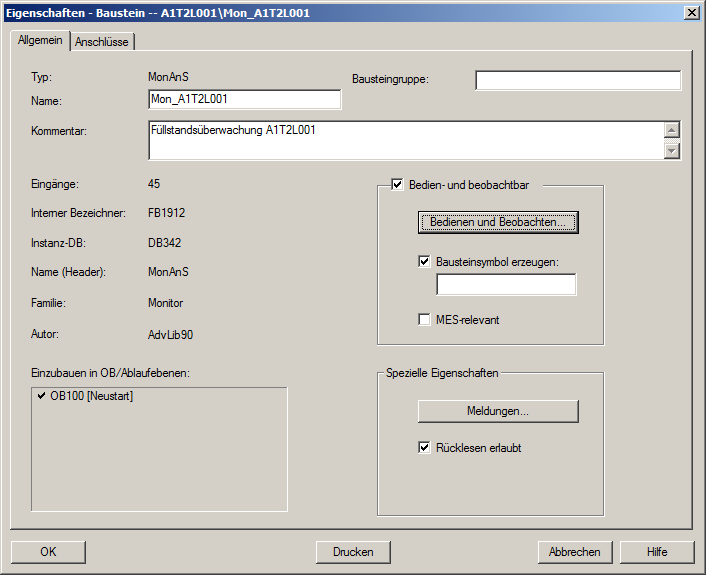 Eigenschaften - Baustein -- A1T2L001\Mon_A1T2L001
Allgemein Anschlüsse
Typ: MonAnS Bausteingruppe:
Name: Mon_A1T2L001
Kommentar: Füllstandsüberwachung A1T2L001
Eingänge: 45
Bedien- und beobachtbar
Interner Bezeichner: FB1912
Bedienen und Beobachten...
Instanz-DB: DB342
Bausteinsymbol erzeugen:
Name (Header): MonAnS
Familie: Monitor
MES-relevant
Autor: AdvLib90
Einzubauen in OB/Ablaufebenen:
Spezielle Eigenschaften
OB100 [Neustart]
Meldungen...
Rücklesen erlaubt
OK Drucken Abbrechen Hilfe